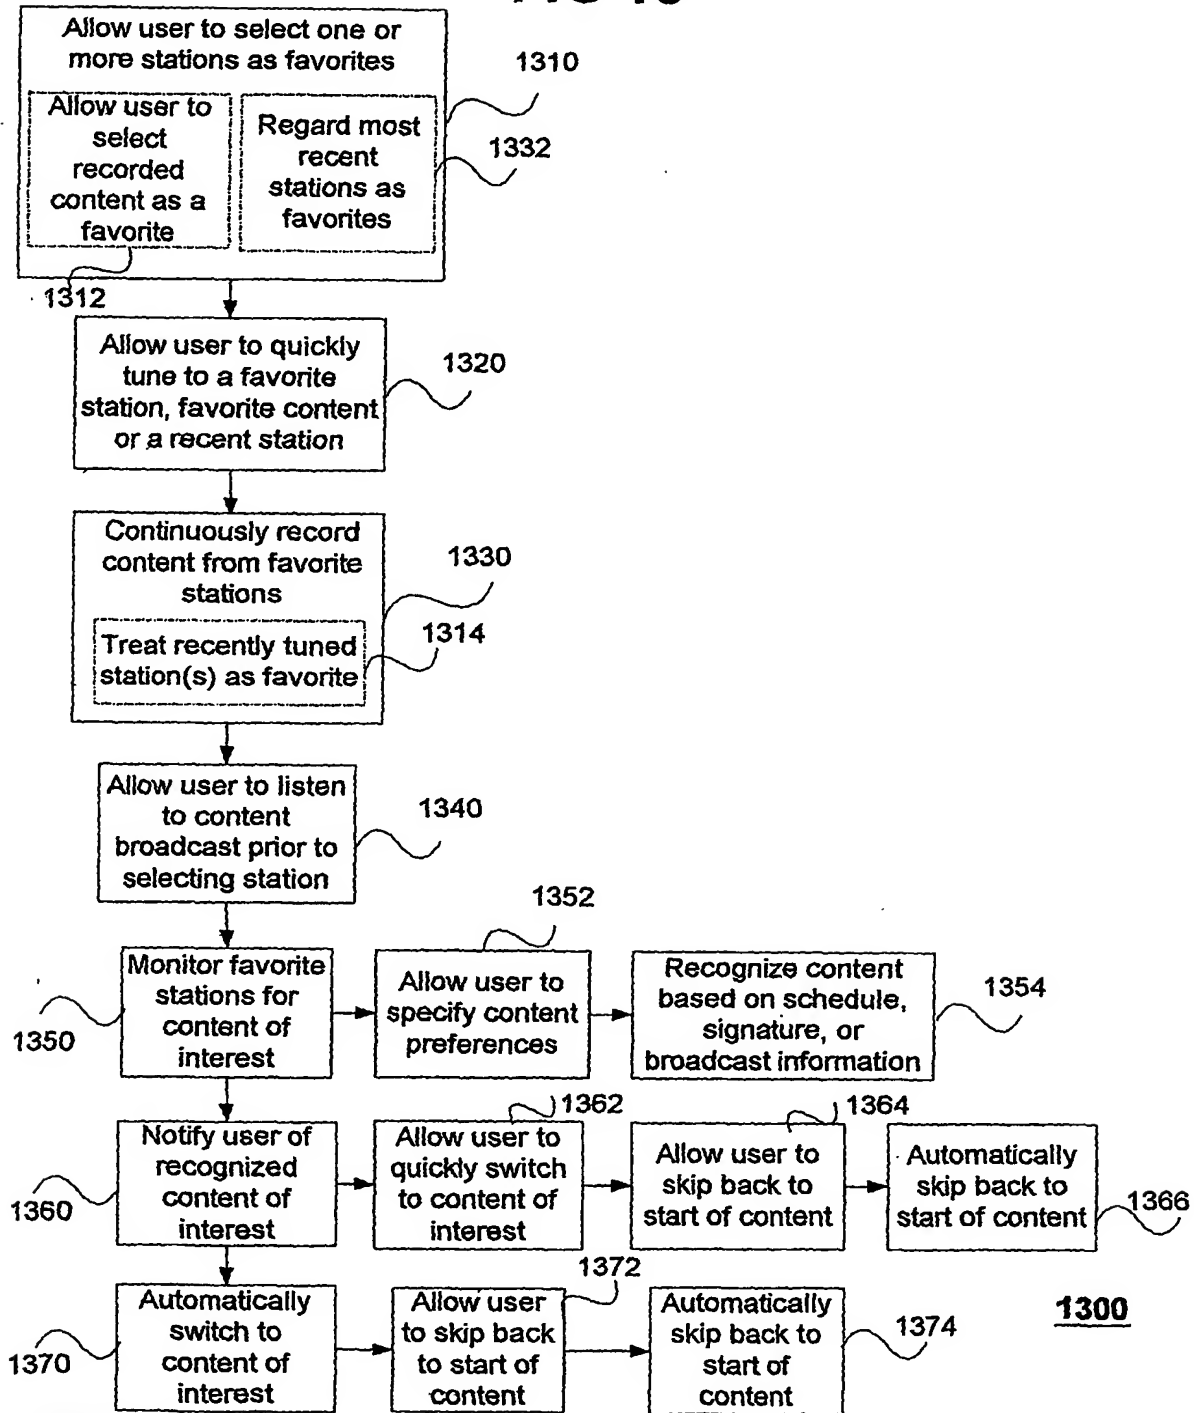 Allow user to select one or
more stations as favorites
1310
Allow user to
select
recorded
content as a
favorite
Regard most
recent
stations as
favorites
1332
1312
Allow user to quickly
tune to a favorite
station, favorite content
or a recent station
1320
Continuously record
content from favorite
stations
1330
Treat recently tuned
station(s) as favorite
1314
Allow user to listen
to content
broadcast prior to
selecting station
1340
1352
Monitor favorite
stations for
content of
interest
1350
Allow user to
specify content
preferences
Recognize content
based on schedule,
signature, or
broadcast information
1354
1362
1364
Notify user of
recognized
content of
interest
1360
Allow user to
quickly switch
to content of
interest
Allow user to
skip back to
start of content
Automatically
skip back to
start of content
1366
1372
Automatically
switch to
content of
interest
1370
Allow user
to skip back
to start of
content
Automatically
skip back to
start of
content
1374
1300